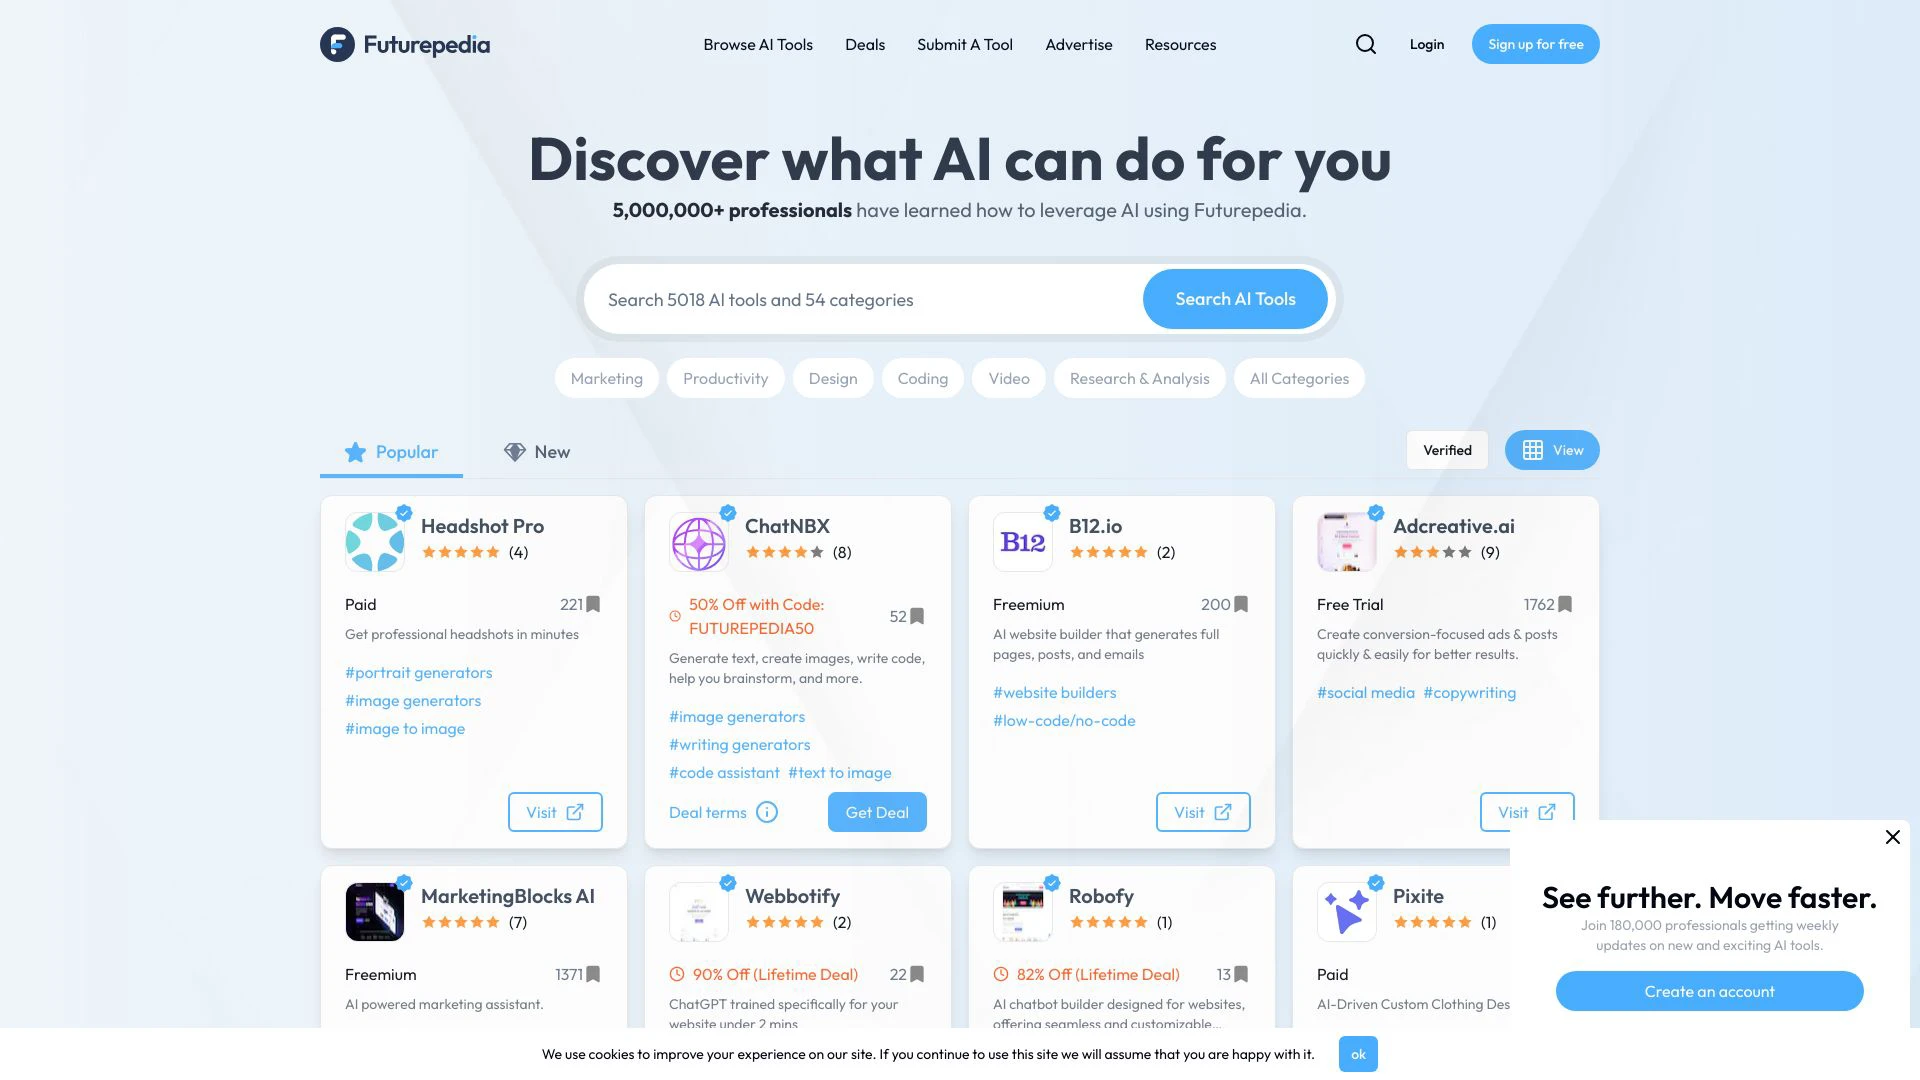 Futurepedia
Browse AI Tools
Deals
Submit A Tool
Advertise
Resources
Login
Sign up for free
Discover what AI can do for you
5,000,000+ professionals have learned how to leverage AI using Futurepedia.
Search 5018 AI tools and 54 categories
Search AI Tools
Marketing
Productivity
Design
Coding
Video
Research & Analysis
All Categories
Popular
New
Verified
View
Headshot Pro
(4)
Paid
221
Get professional headshots in minutes
#portrait generators
#image generators
#image to image
Visit
ChatNBX
(8)
50% Off with Code:
FUTUREPEDIA50
52
Generate text, create images, write code,
help you brainstorm, and more.
#image generators
#writing generators
#code assistant #text to image
Deal terms
Get Deal
B12
B12.io
(2)
Freemium
200
AI website builder that generates full
pages, posts, and emails
#website builders
#low-code/no-code
Visit
Adcreative.ai
(9)
Free Trial
1762
Create conversion-focused ads & posts
quickly & easily for better results.
#social media #copywriting
Visit
MarketingBlocks AI
(7)
Freemium
1371
AI powered marketing assistant.
Webbotify
(2)
90% Off (Lifetime Deal)
22
ChatGPT trained specifically for your
website under 2 mins
Robofy
(1)
82% Off (Lifetime Deal)
13
AI chatbot builder designed for websites,
offering seamless and customizable...
Pixite
(1)
Paid
AI-Driven Custom Clothing Des
See further. Move faster.
Join 180,000 professionals getting weekly
updates on new and exciting AI tools.
Create an account
We use cookies to improve your experience on our site. If you continue to use this site we will assume that you are happy with it.
ok